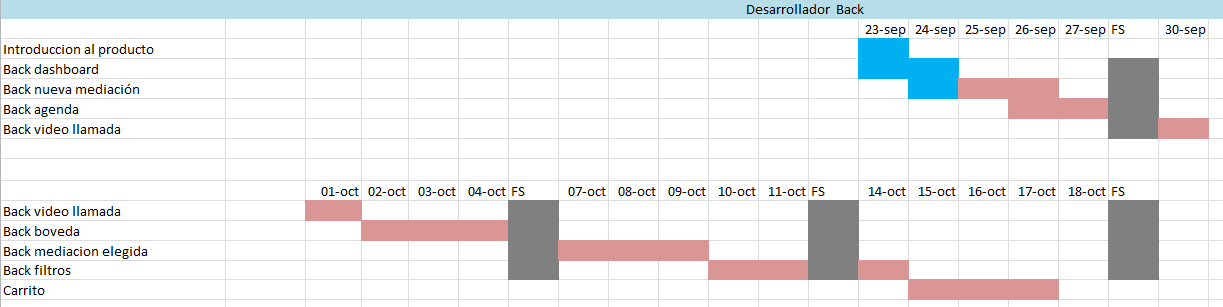 Desarrollador Back
23-sep 24-sep 25-sep 26-sep 27-sep FS 30-sep
Introduccion al producto
Back dashboard
Back nueva mediación
Back agenda
Back video llamada
01-oct 02-oct 03-oct 04-oct FS 07-oct 08-oct 09-oct 10-oct 11-oct FS 14-oct 15-oct 16-oct 17-oct 18-oct FS
Back video llamada
Back boveda
Back mediacion elegida
Back filtros
Carrito